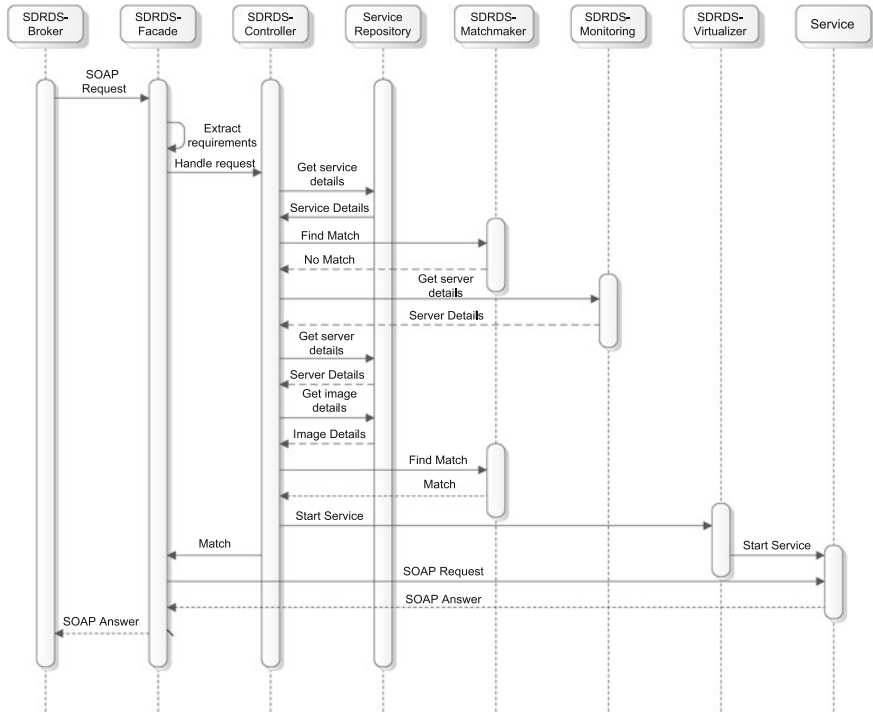 SDRDS-
Broker
SDRDS-
Facade
SDRDS-
Controller
Service
Repository
SDRDS-
Matchmaker
SDRDS-
Monitoring
SDRDS-
Virtualizer
Service
SOAP
Request
Extract
requirements
Handle request
Get service
details
Service Details
Find Match
No Match
Get server
details
Server Details
Get server
details
Server Details
Get image
details
Image Details
Find Match
Match
Start Service
Match
Start Service
SOAP Request
SOAP Answer
SOAP Answer